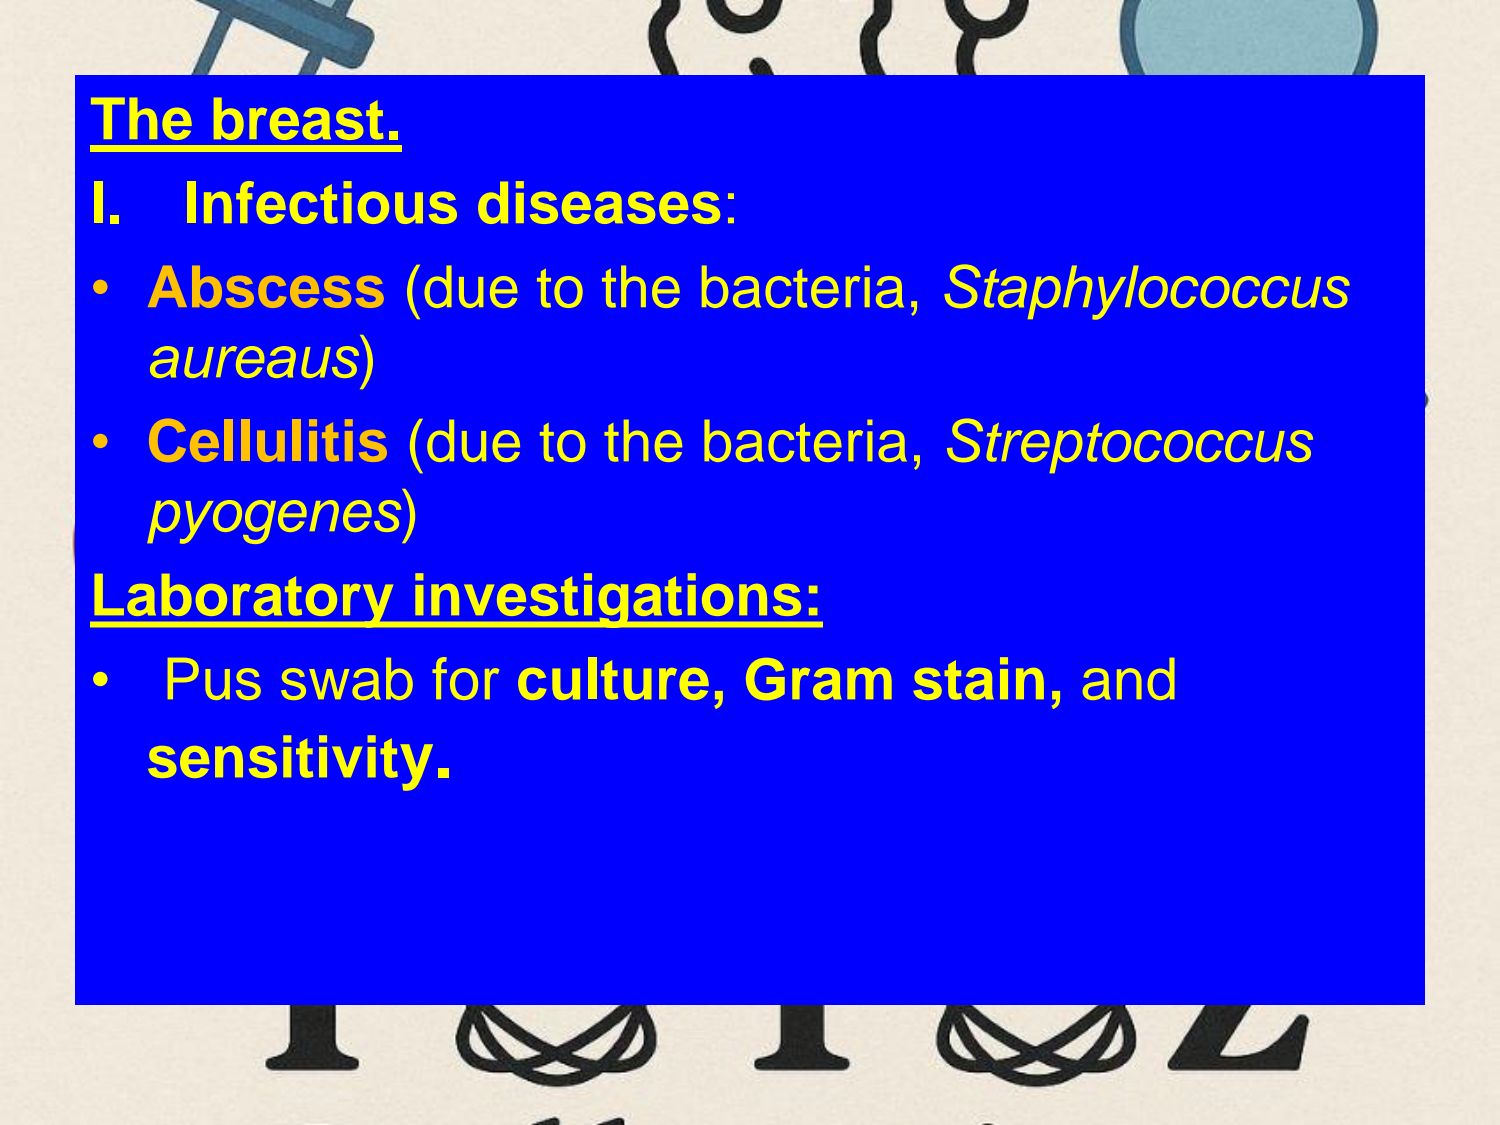 The breast.
I. Infectious diseases:
• Abscess (due to the bacteria, Staphylococcus
aureaus)
• Cellulitis (due to the bacteria, Streptococcus
pyogenes)
Laboratory investigations:
• Pus swab for culture, Gram stain, and
sensitivity.